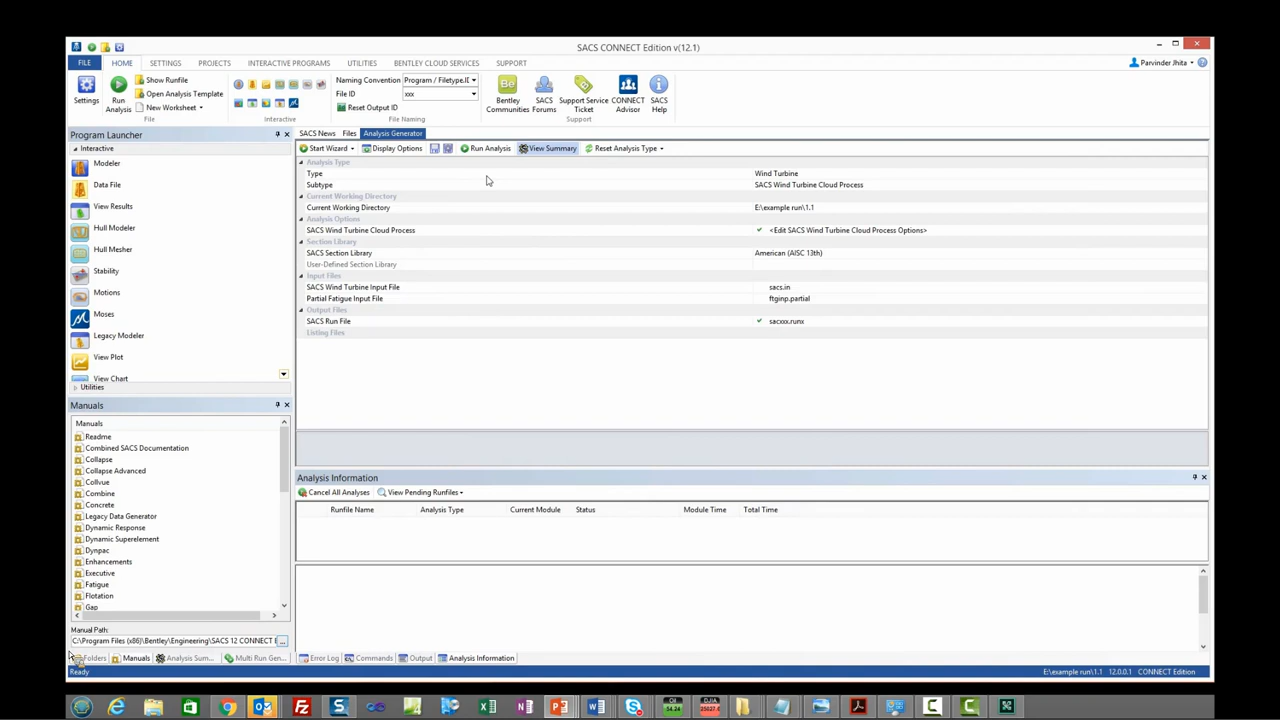 SACS CONNECT Edition v(12.1)
FILE HOME SETTINGS PROJECTS INTERACTIVE PROGRAMS UTILITIES BENTLEY CLOUD SERVICES SUPPORT Parvinder Jhita
Settings
Run Analysis
Show Runfile
Open Analysis Template
New Worksheet
File
Interactive
Naming Convention Program / Filetype.ID
File ID xxx
Reset Output ID
File Naming
Bentley Communities
SACS Forums
Support Service Ticket
CONNECT Advisor
SACS Help
Support
Program Launcher
Interactive
Modeler
Data File
View Results
Hull Modeler
Hull Mesher
Stability
Motions
Moses
Legacy Modeler
View Plot
View Chart
Utilities
Manuals
Manuals
Readme
Combined SACS Documentation
Collapse
Collapse Advanced
Collvue
Combine
Concrete
Legacy Data Generator
Dynamic Response
Dynamic Superelement
Dynpac
Enhancements
Executive
Fatigue
Flotation
Gap
Manual Path:
C:\Program Files (x86)\Bentley\Engineering\SACS 12 CONNECT E ...
Folders Manuals Analysis Sum... Multi Run Gen...
Ready
SACS News Files Analysis Generator
Start Wizard Display Options Run Analysis View Summary Reset Analysis Type
Analysis Type
Type Wind Turbine
Subtype SACS Wind Turbine Cloud Process
Current Working Directory
Current Working Directory E:\example run\1.1
Analysis Options
SACS Wind Turbine Cloud Process <Edit SACS Wind Turbine Cloud Process Options>
Section Library
SACS Section Library American (AISC 13th)
User-Defined Section Library
Input Files
SACS Wind Turbine Input File sacs.in
Partial Fatigue Input File ftginp.partial
Output Files
SACS Run File sacxxx.runx
Listing Files
Analysis Information
Cancel All Analyses View Pending Runfiles
Runfile Name Analysis Type Current Module Status Module Time Total Time
Error Log Commands Output Analysis Information
E:\example run\1.1 12.0.0.1 CONNECT Edition